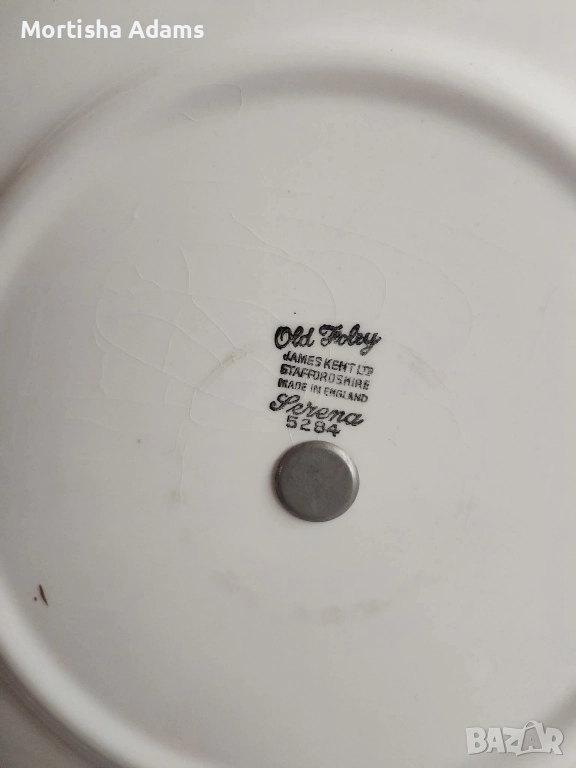 Mortisha Adams
Old Foley
JAMES KENT LTD
STAFFORDSHIRE
MADE IN ENGLAND
Serena
5284
BAZAR